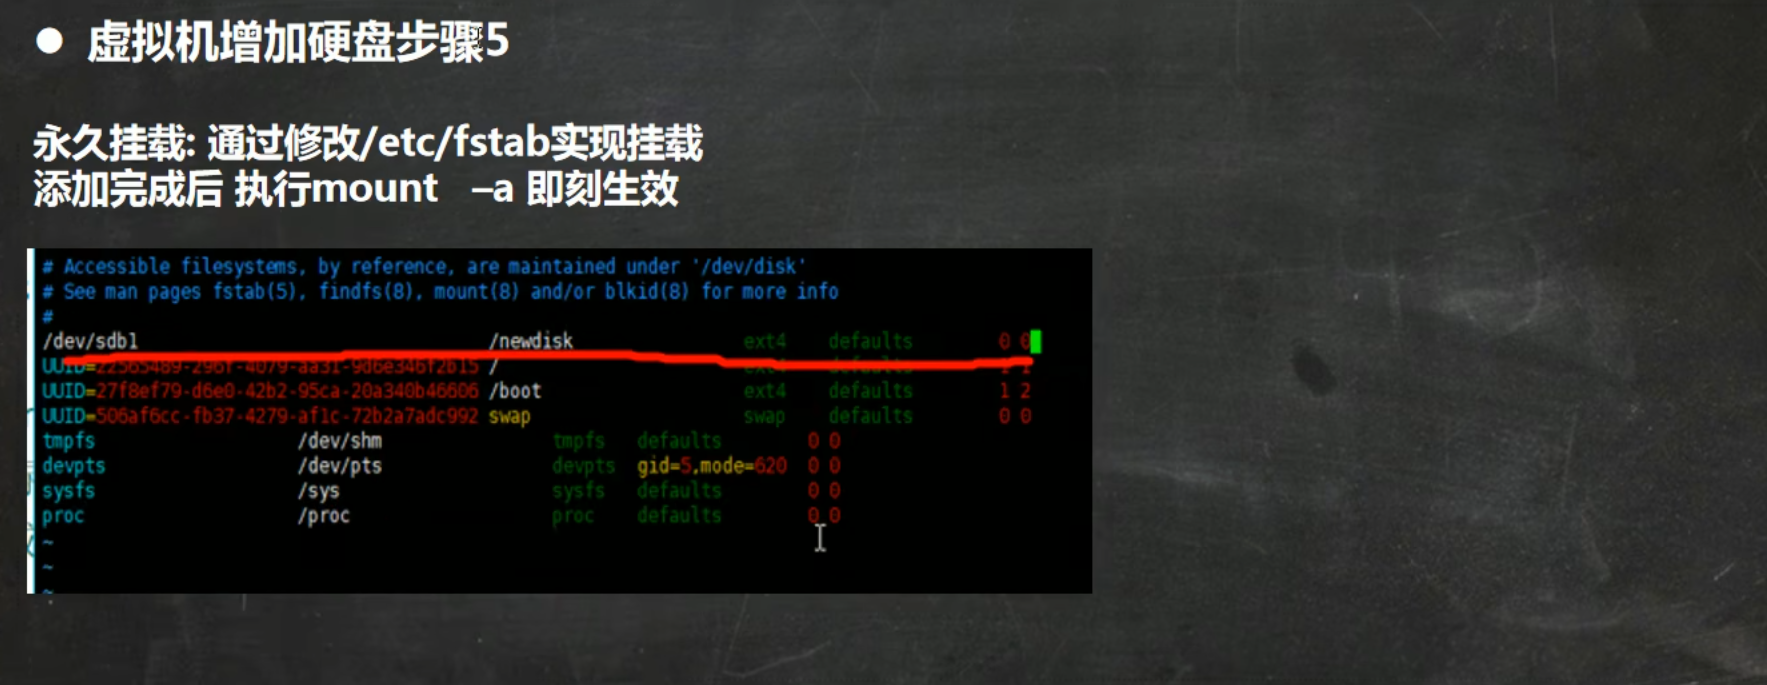 ● 虚拟机增加硬盘步骤5
永久挂载: 通过修改/etc/fstab实现挂载
添加完成后 执行mount –a 即刻生效
# Accessible filesystems, by reference, are maintained under '/dev/disk'
# See man pages fstab(5), findfs(8), mount(8) and/or blkid(8) for more info
#
/dev/sdb1 /newdisk ext4 defaults 0 0
UUID= /
UUID=27f8ef79-d6e0-42b2-95ca-20a340b46606 /boot ext4 defaults 1 2
UUID=506af6cc-fb37-4279-af1c-72b2a7adc992 swap swap defaults 0 0
tmpfs /dev/shm tmpfs defaults 0 0
devpts /dev/pts devpts gid=5,mode=620 0 0
sysfs /sys sysfs defaults 0 0
proc /proc proc defaults 0 0
~
~
~